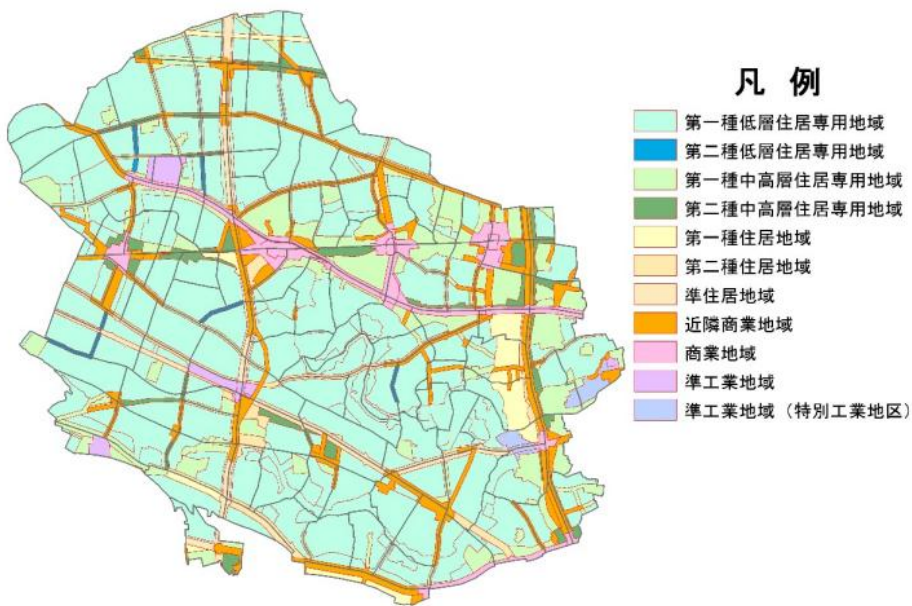 凡 例
第一種低層住居専用地域
第二種低層住居専用地域
第一種中高層住居専用地域
第二種中高層住居専用地域
第一種住居地域
第二種住居地域
準住居地域
近隣商業地域
商業地域
準工業地域
準工業地域（特別工業地区）